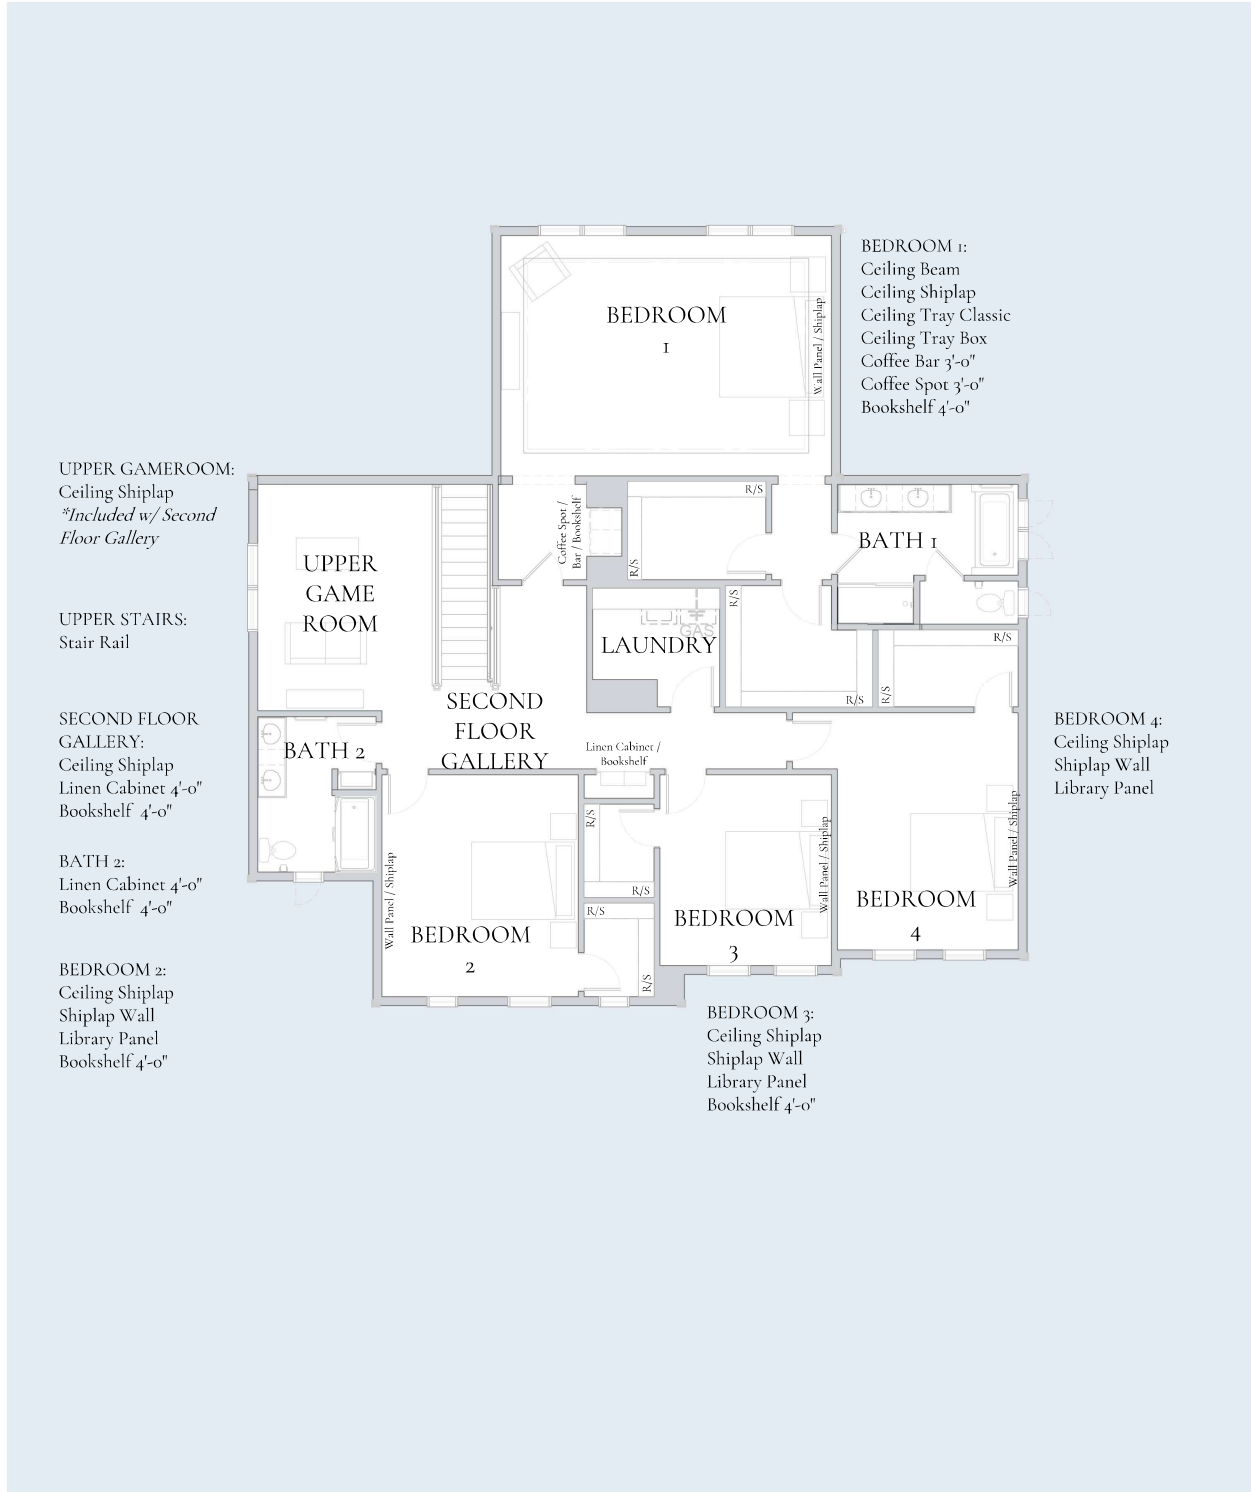 BEDROOM 1:
Ceiling Beam
Ceiling Shiplap
Ceiling Tray Classic
Ceiling Tray Box
Coffee Bar 3'-0"
Coffee Spot 3'-0"
Bookshelf 4'-0"
BEDROOM
1
Wall Panel / Shiplap
UPPER GAMEROOM:
Ceiling Shiplap
*Included w/ Second
Floor Gallery
UPPER STAIRS:
Stair Rail
SECOND FLOOR
GALLERY:
Ceiling Shiplap
Linen Cabinet 4'-0"
Bookshelf 4'-0"
BATH 2:
Linen Cabinet 4'-0"
Bookshelf 4'-0"
BEDROOM 2:
Ceiling Shiplap
Shiplap Wall
Library Panel
Bookshelf 4'-0"
UPPER
GAME
ROOM
Coffee Spot /
Bar / Bookshelf
R/S
R/S
BATH 1
R/S
R/S
GAS
LAUNDRY
R/S
R/S
SECOND
FLOOR
GALLERY
BATH 2
Linen Cabinet /
Bookshelf
R/S
R/S
R/S
R/S
Wall Panel / Shiplap
BEDROOM
2
Wall Panel / Shiplap
BEDROOM
3
Wall Panel / Shiplap
BEDROOM
4
BEDROOM 4:
Ceiling Shiplap
Shiplap Wall
Library Panel
BEDROOM 3:
Ceiling Shiplap
Shiplap Wall
Library Panel
Bookshelf 4'-0"